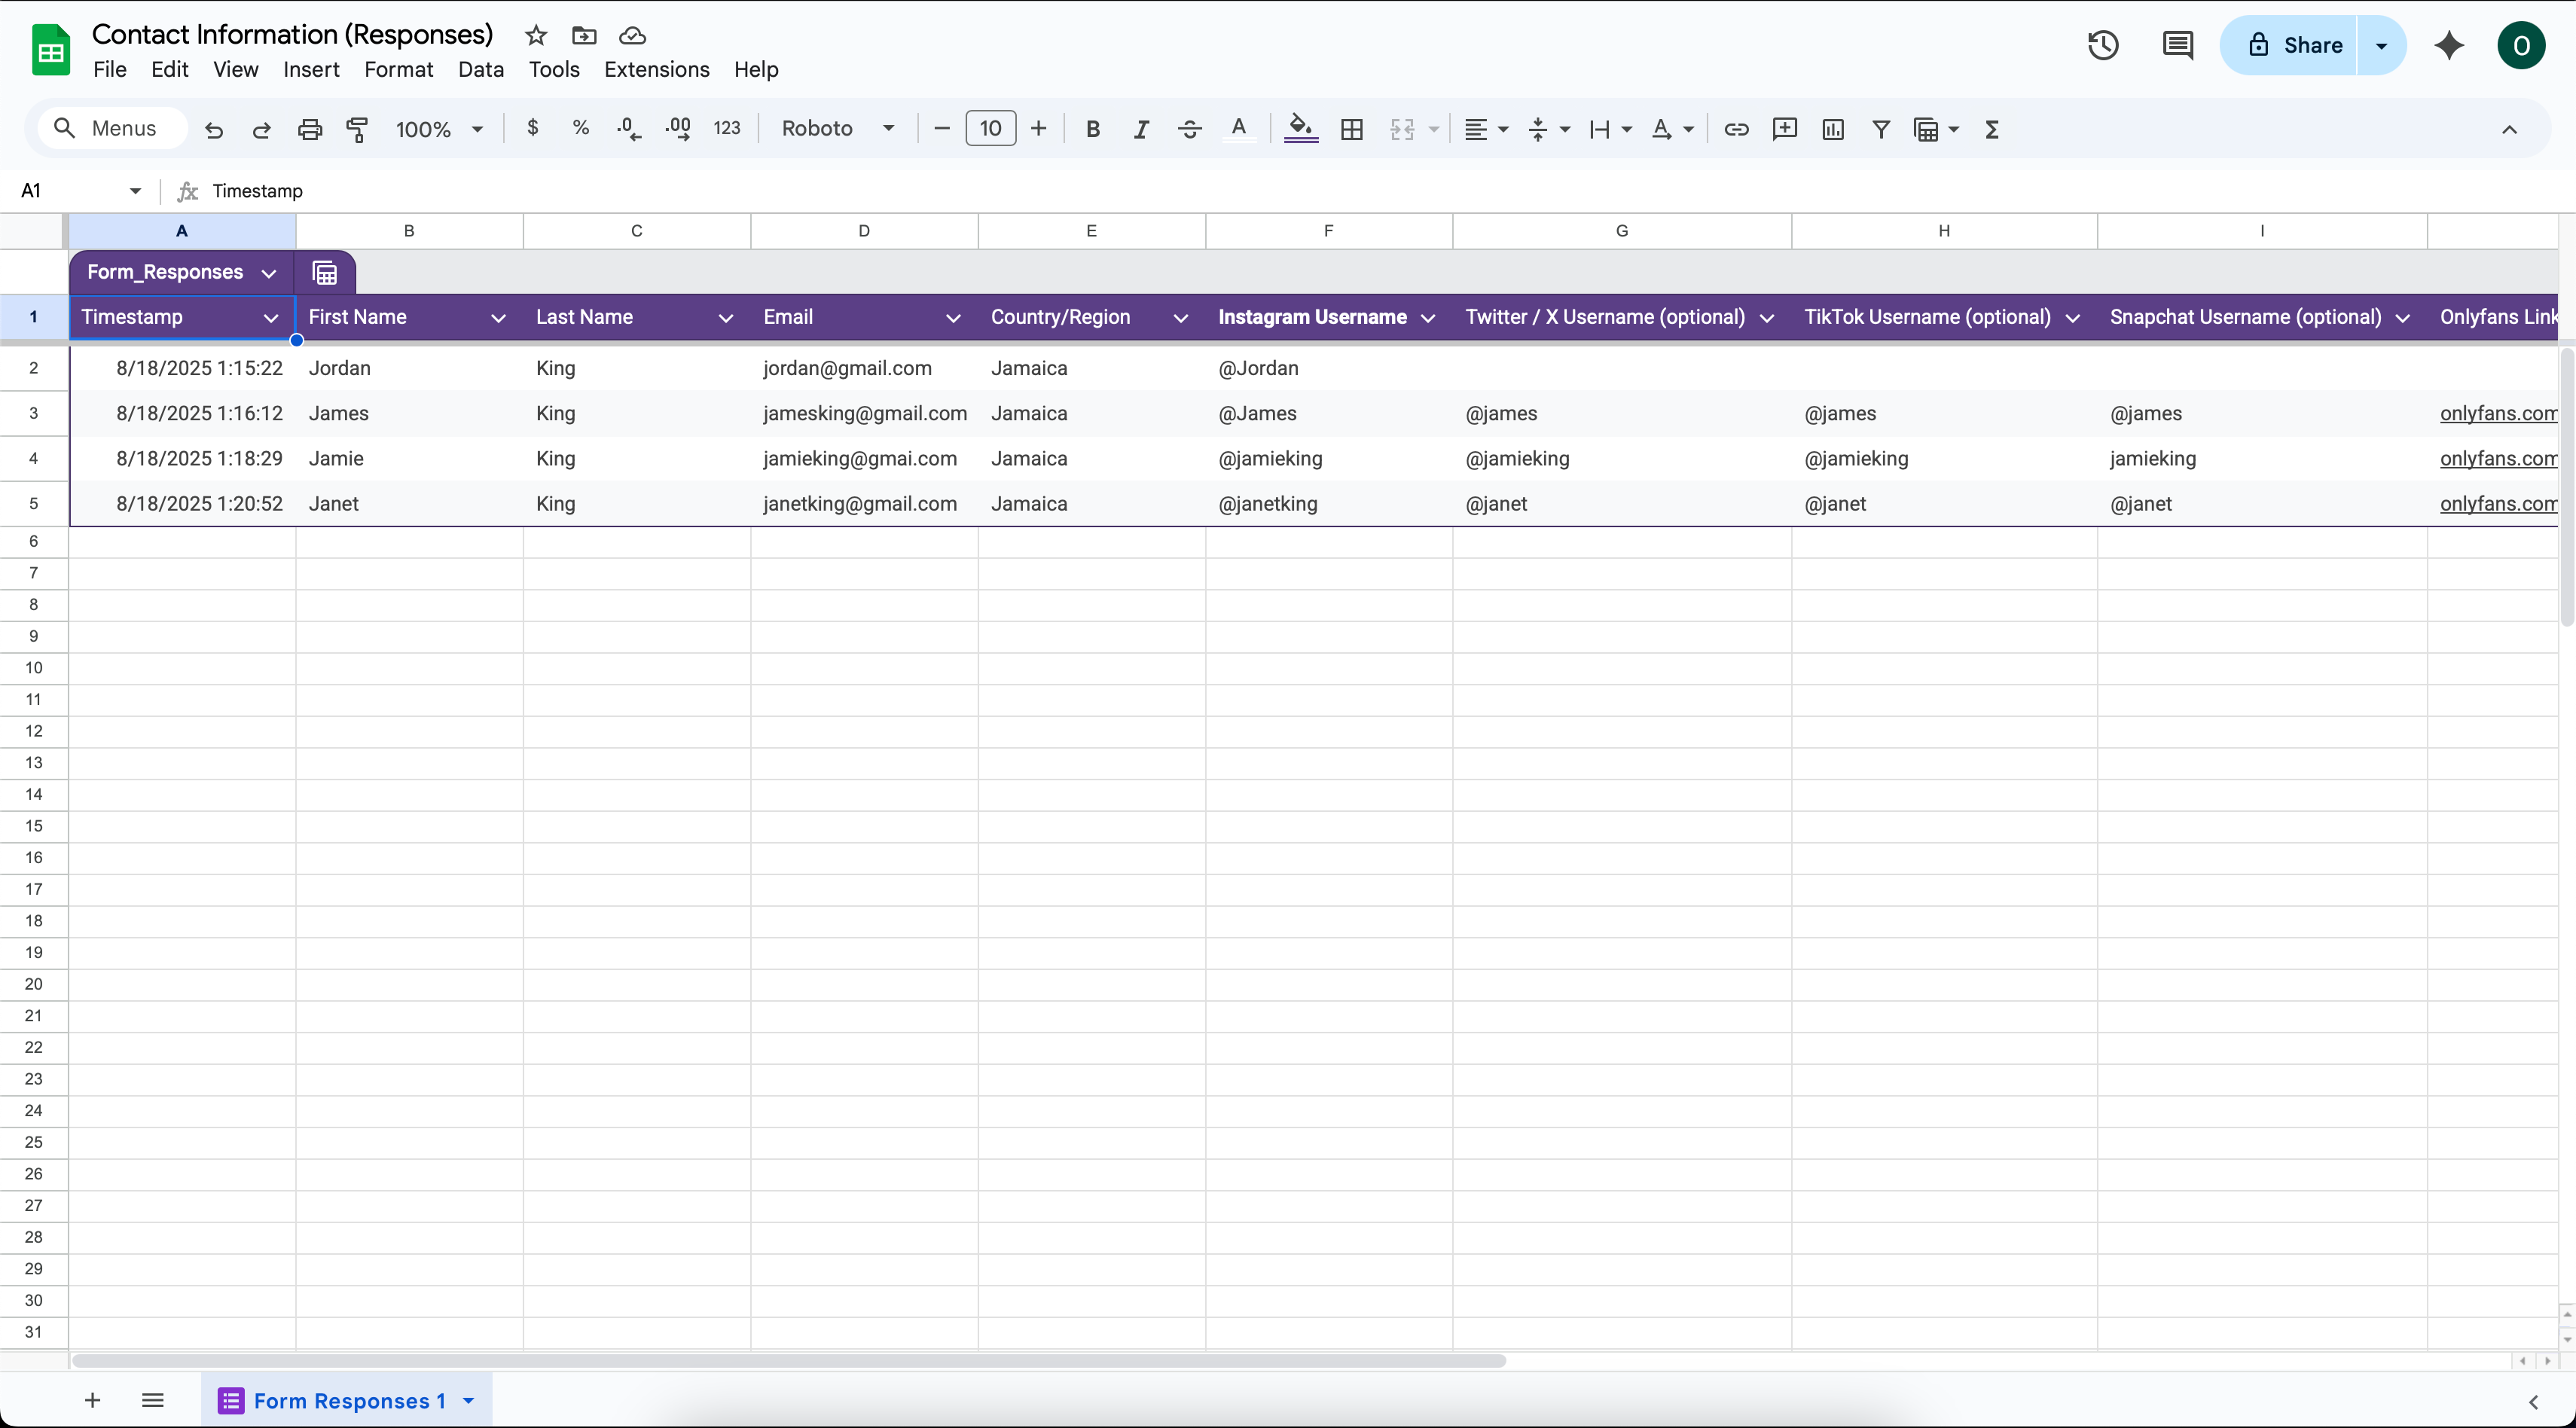 Contact Information (Responses)
File Edit View Insert Format Data Tools Extensions Help
Share
O
Menus 100% $ % .0 .00 123 Roboto 10 B I A
A1 fx Timestamp
A B C D E F G H I
Form_Responses
1 Timestamp First Name Last Name Email Country/Region Instagram Username Twitter / X Username (optional) TikTok Username (optional) Snapchat Username (optional) Onlyfans Link
2 8/18/2025 1:15:22 Jordan King jordan@gmail.com Jamaica @Jordan
3 8/18/2025 1:16:12 James King jamesking@gmail.com Jamaica @James @james @james @james onlyfans.com
4 8/18/2025 1:18:29 Jamie King jamieking@gmai.com Jamaica @jamieking @jamieking @jamieking jamieking onlyfans.com
5 8/18/2025 1:20:52 Janet King janetking@gmail.com Jamaica @janetking @janet @janet @janet onlyfans.com
6
7
8
9
10
11
12
13
14
15
16
17
18
19
20
21
22
23
24
25
26
27
28
29
30
31
Form Responses 1